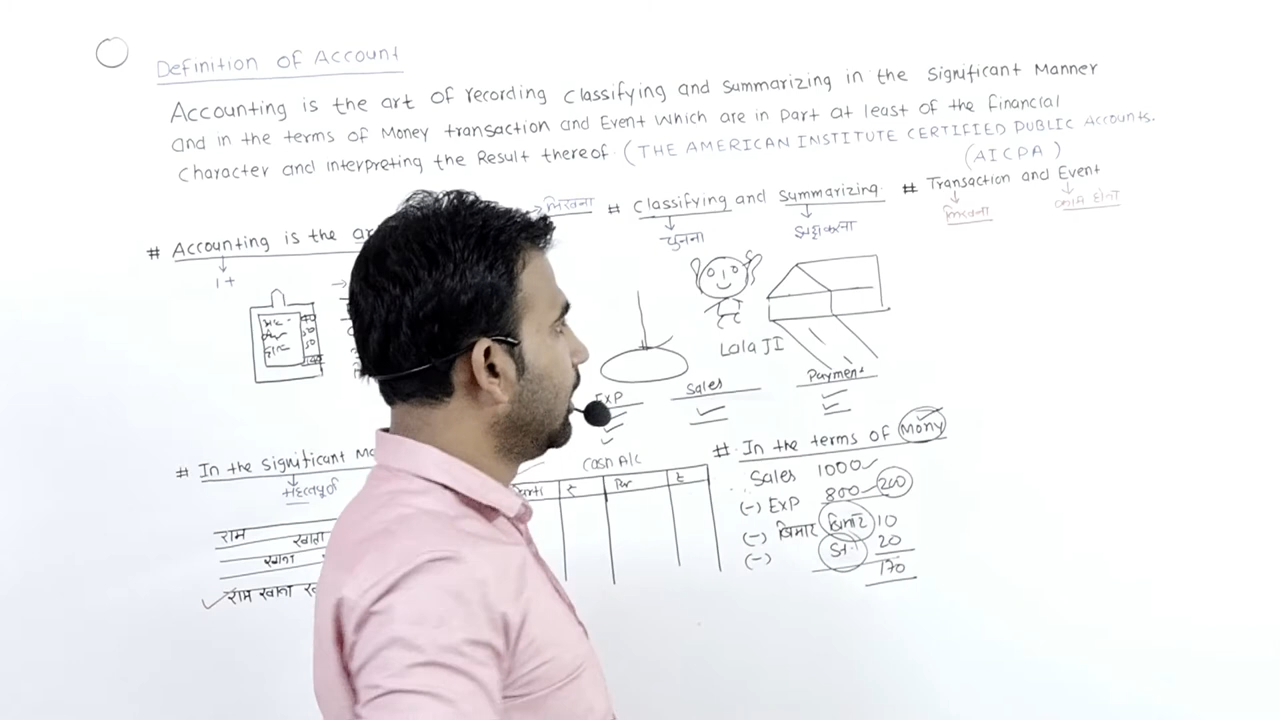 Definition of Account
Accounting is the art of recording classifying and summarizing in the significant Manner
and in the terms of Money transaction and Event which are in Part at least of the financial
character and interpreting the Result thereof (THE AMERICAN INSTITUTE CERTIFIED PUBLIC Accounts.
(AICPA)
# Accounting is the
लिखना
# classifying and summarizing
चुनना
# Transaction and Event
लिखना
Lala JI
Exp
Sales
Payment
# In the significant
महत्वपूर्ण
राम
खाना
राम खाना
Cash A/c
₹
₹
# In the terms of Mony
Sales 1000
(-) Exp 800 200
(-) बिमार 10
(-) 20
170